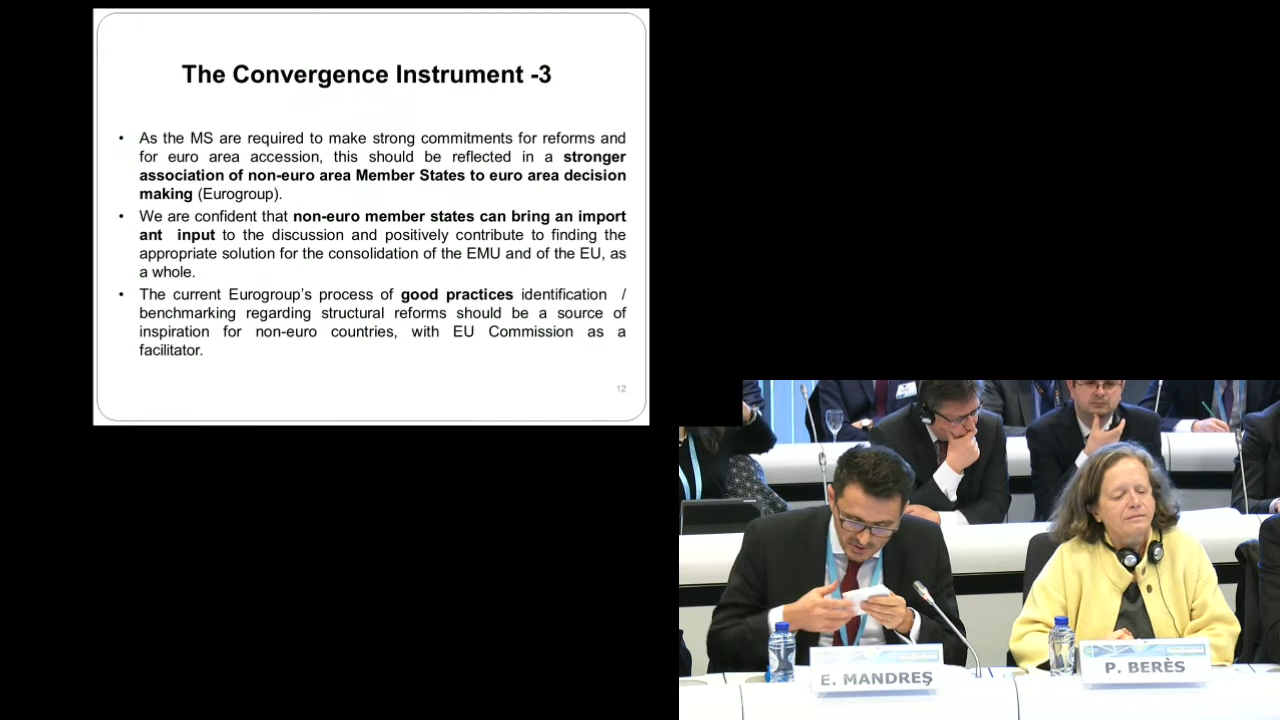 The Convergence Instrument -3
• As the MS are required to make strong commitments for reforms and
for euro area accession, this should be reflected in a stronger
association of non-euro area Member States to euro area decision
making (Eurogroup).
• We are confident that non-euro member states can bring an import
ant input to the discussion and positively contribute to finding the
appropriate solution for the consolidation of the EMU and of the EU, as
a whole.
• The current Eurogroup's process of good practices identification /
benchmarking regarding structural reforms should be a source of
inspiration for non-euro countries, with EU Commission as a
facilitator.
12
E. MANDREŞ
P. BERÈS